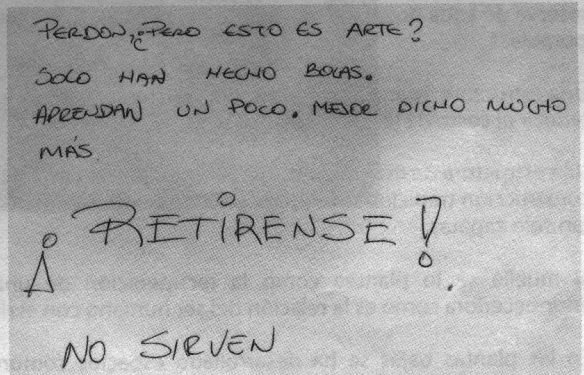 PERDON, ¿PERO ESTO ES ARTE?
SOLO HAN HECHO BOLAS.
APRENDAN UN POCO. MEJOR DICHO MUCHO
MÁS
¡RETIRENSE!.
NO SIRVEN